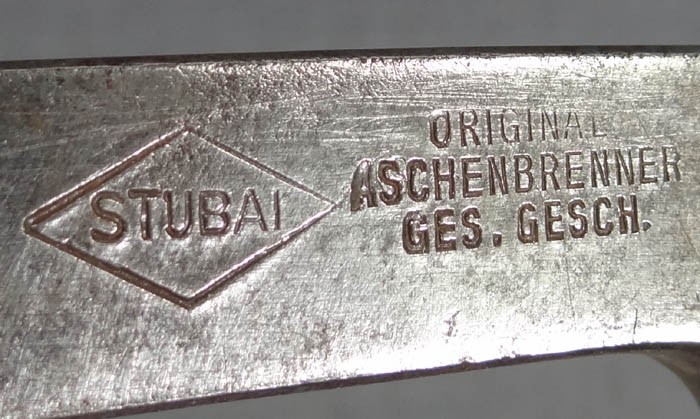 STUBAI
ORIGINAL
ASCHENBRENNER
GES. GESCH.